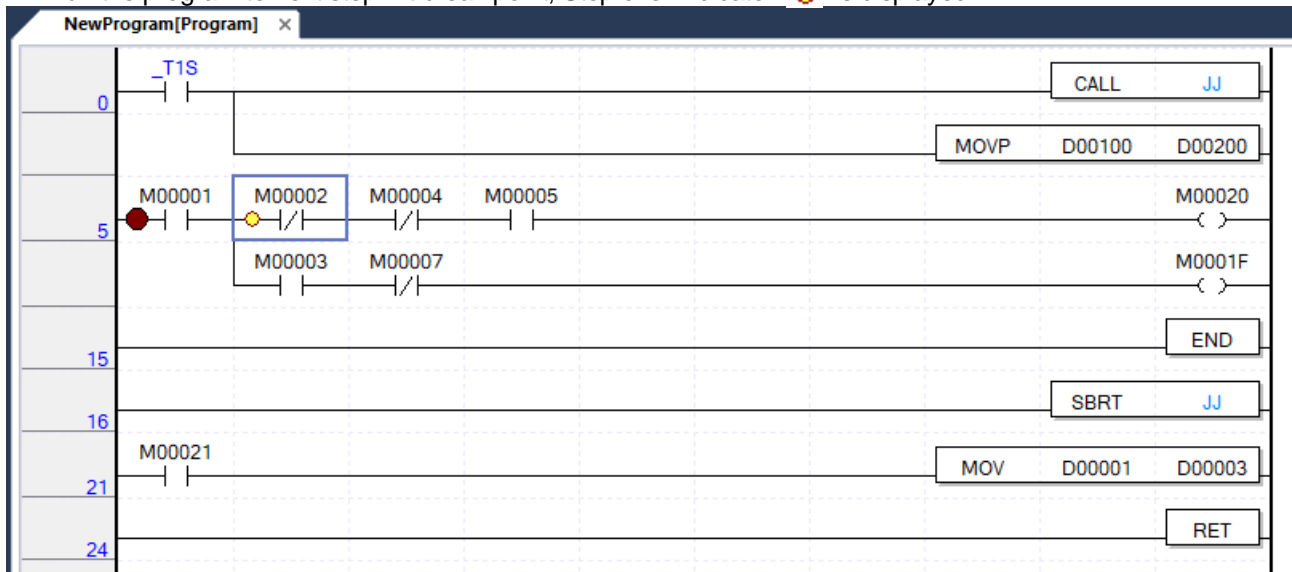 NewProgram[Program] ×
_T1S
0
CALL JJ
MOVP D00100 D00200
M00001 M00002 M00004 M00005 M00020
5
M00003 M00007 M0001F
END
15
SBRT JJ
16
M00021
MOV D00001 D00003
21
RET
24